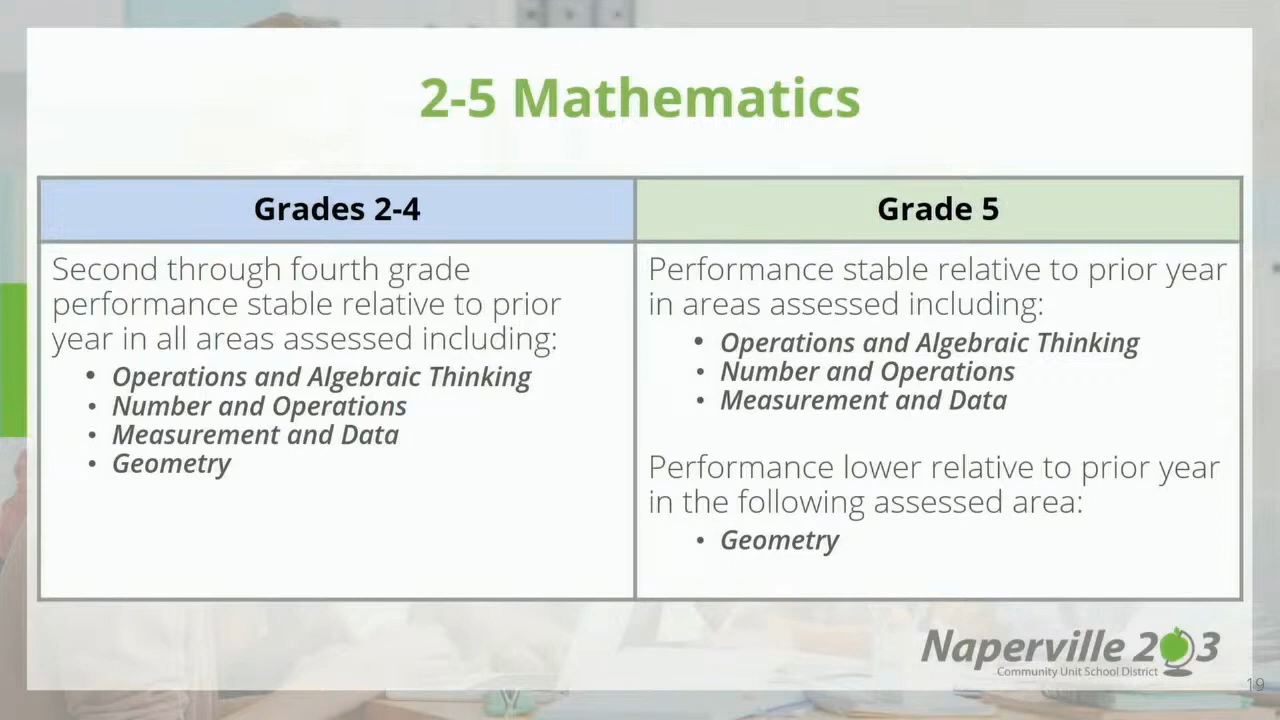 2-5 Mathematics
Grades 2-4
Second through fourth grade
performance stable relative to prior
year in all areas assessed including:
• Operations and Algebraic Thinking
• Number and Operations
• Measurement and Data
• Geometry
Grade 5
Performance stable relative to prior year
in areas assessed including:
• Operations and Algebraic Thinking
• Number and Operations
• Measurement and Data
Performance lower relative to prior year
in the following assessed area:
• Geometry
Naperville 203
Community Unit School District
19